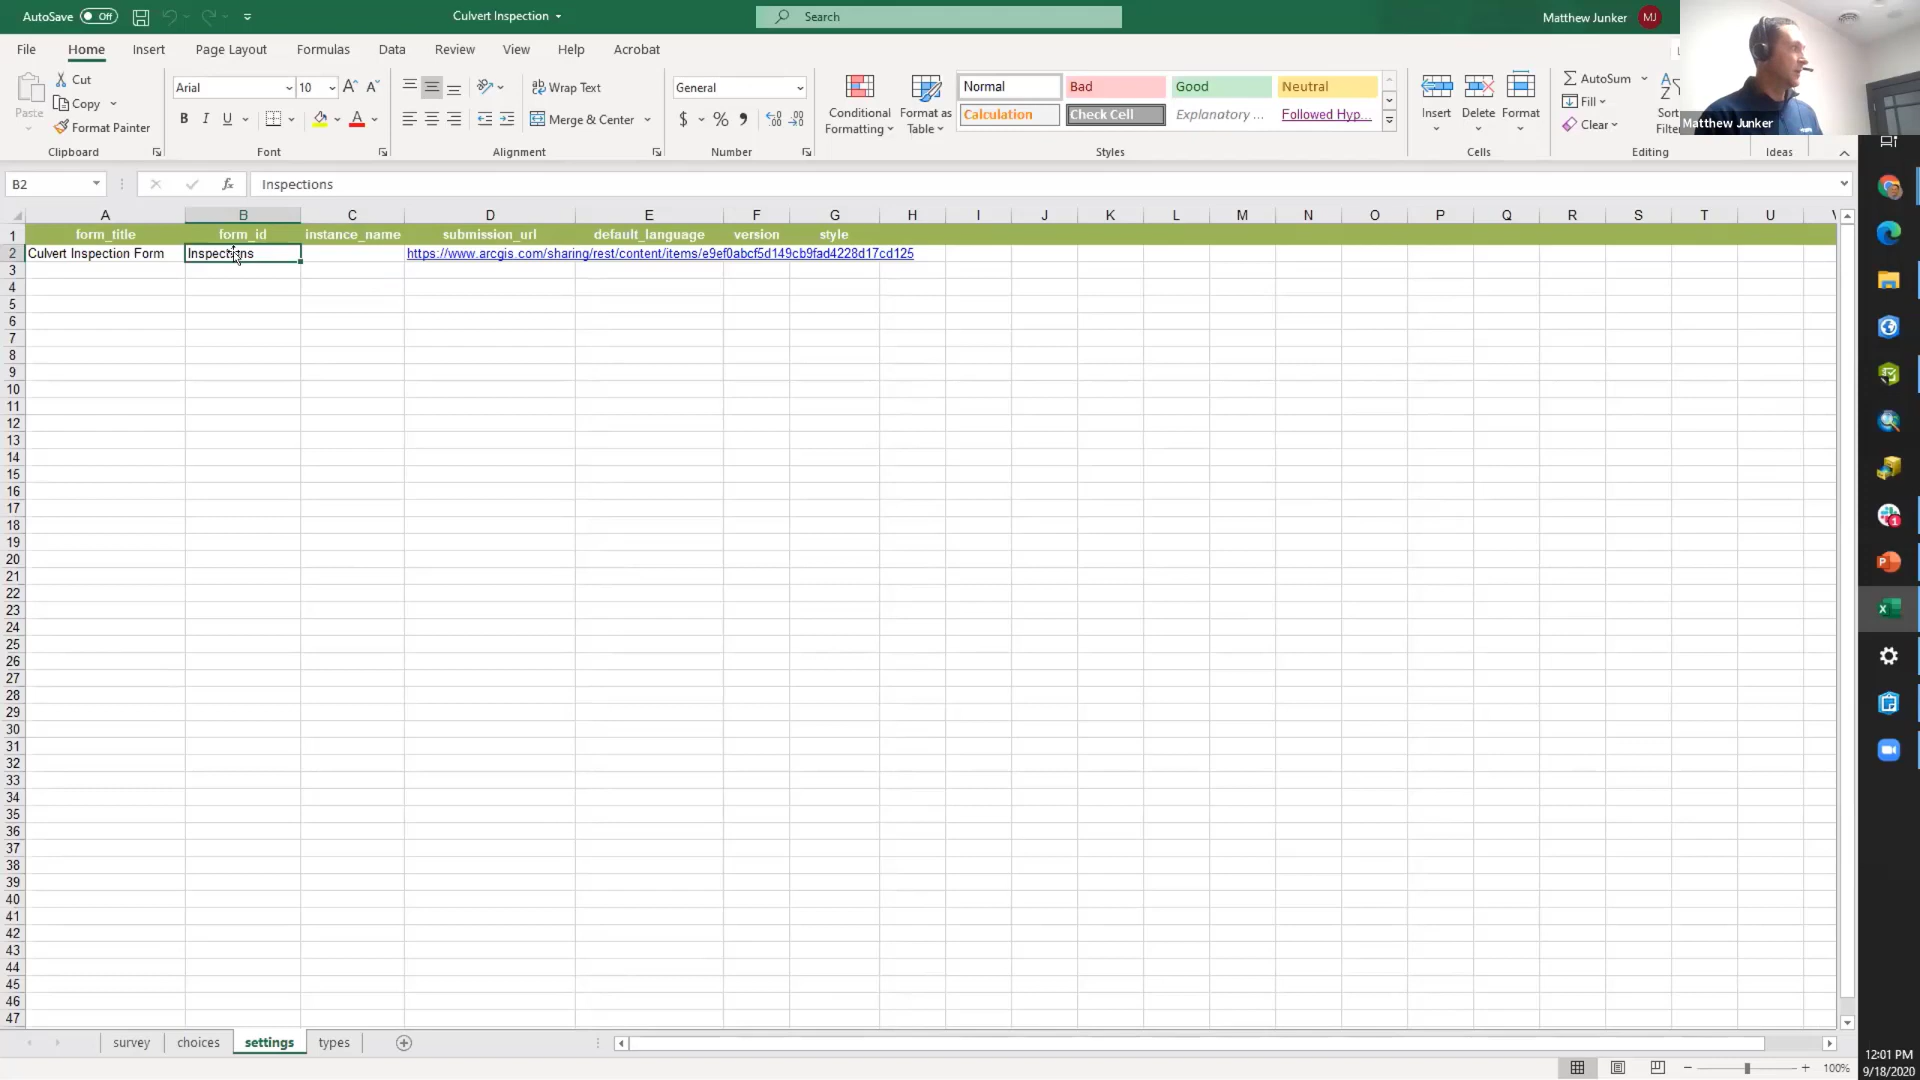 AutoSave Off Culvert Inspection Search Matthew Junker MJ
File Home Insert Page Layout Formulas Data Review View Help Acrobat
Paste Cut Copy Format Painter Clipboard
Arial 10 B I U A Font
Wrap Text Merge & Center Alignment
General $ % Number
Conditional Formatting Format as Table
Normal Bad Good Neutral
Calculation Check Cell Explanatory ... Followed Hyp...
Styles
Insert Delete Format Cells
AutoSum Fill Clear Sort Filter Editing
Ideas
Matthew Junker
B2 fx Inspections
A B C D E F G H I J K L M N O P Q R S T U
1 form_title form_id instance_name submission_url default_language version style
2 Culvert Inspection Form Inspections https://www.arcgis.com/sharing/rest/content/items/e9ef0abcf5d149cb9fad4228d17cd125
3
4
5
6
7
8
9
10
11
12
13
14
15
16
17
18
19
20
21
22
23
24
25
26
27
28
29
30
31
32
33
34
35
36
37
38
39
40
41
42
43
44
45
46
47
survey choices settings types
100%
12:01 PM
9/18/2020